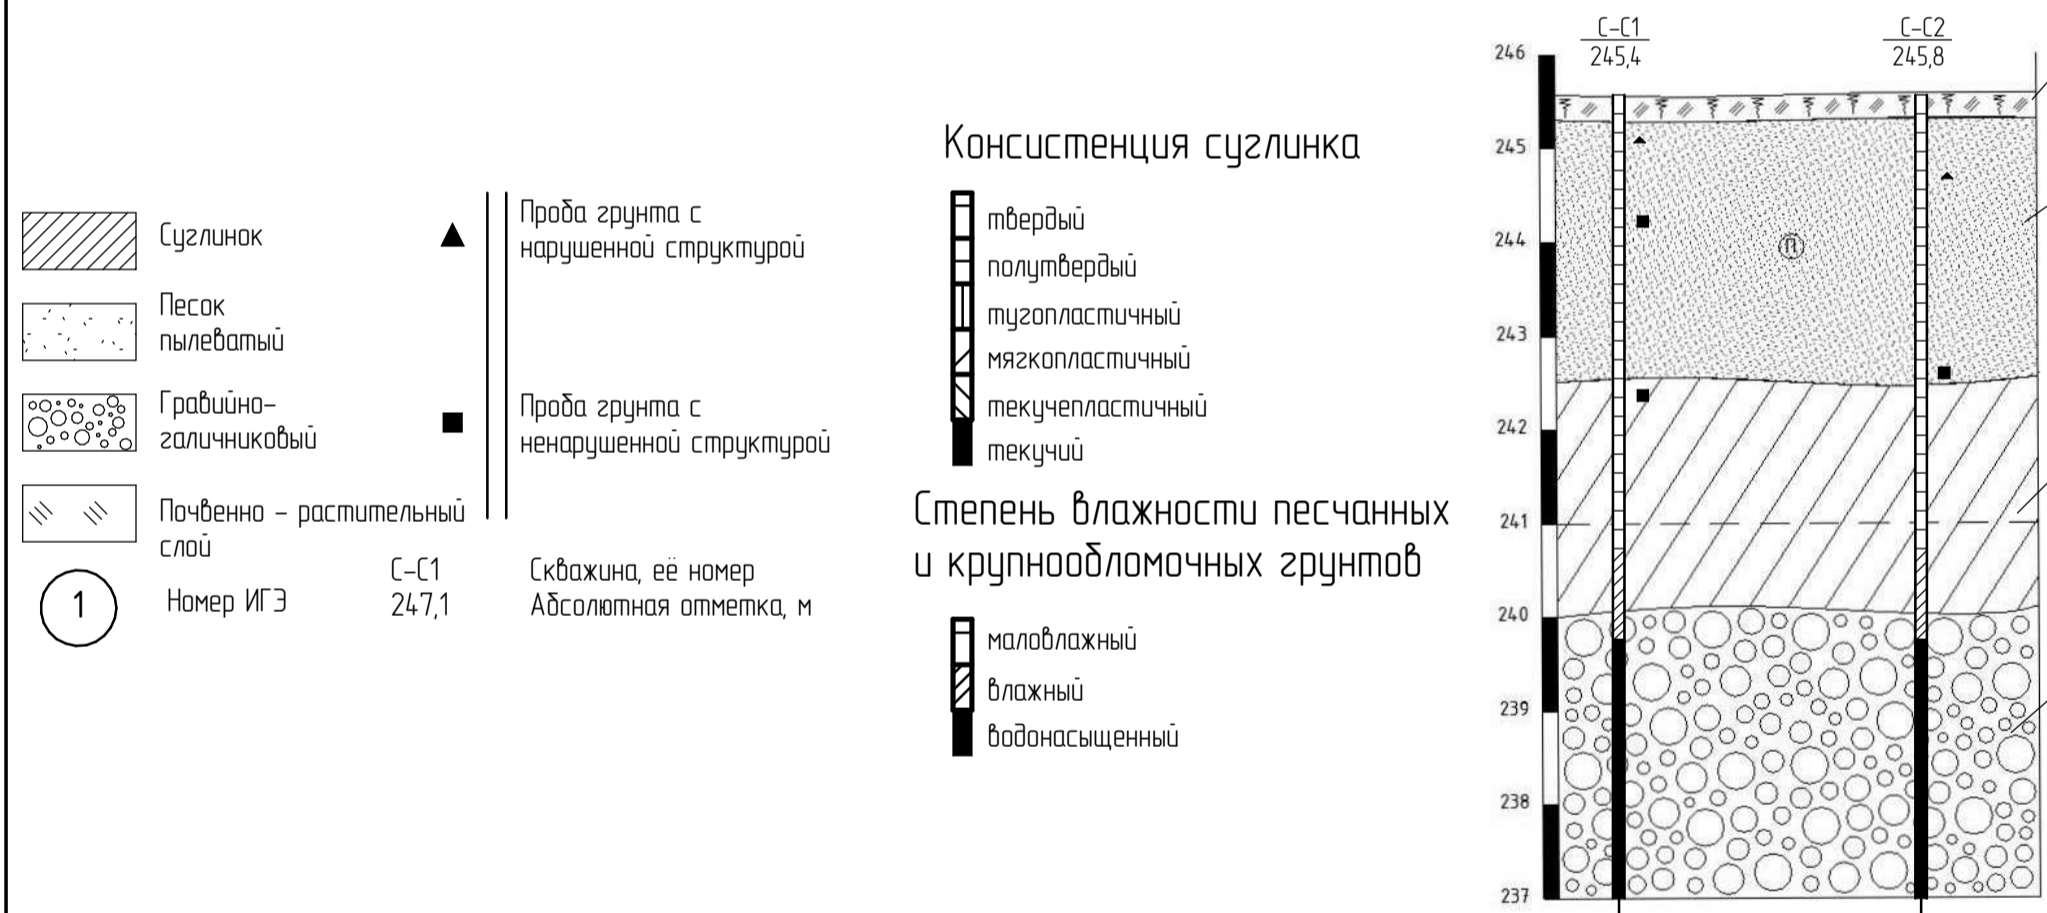 Суглинок
Песок
пылеватый
Гравийно-
галичниковый
Почвенно - растительный
слой
1
Номер ИГЭ
Проба грунта с
нарушенной структурой
Проба грунта с
ненарушенной структурой
С-С1
247,1
Скважина, её номер
Абсолютная отметка, м
Консистенция суглинка
твердый
полутвердый
тугопластичный
мягкопластичный
текучепластичный
текучий
Степень влажности песчанных
и крупнообломочных грунтов
маловлажный
влажный
водонасыщенный
С-С1
245,4
С-С2
245,8
246
245
244
243
242
241
240
239
238
237
П